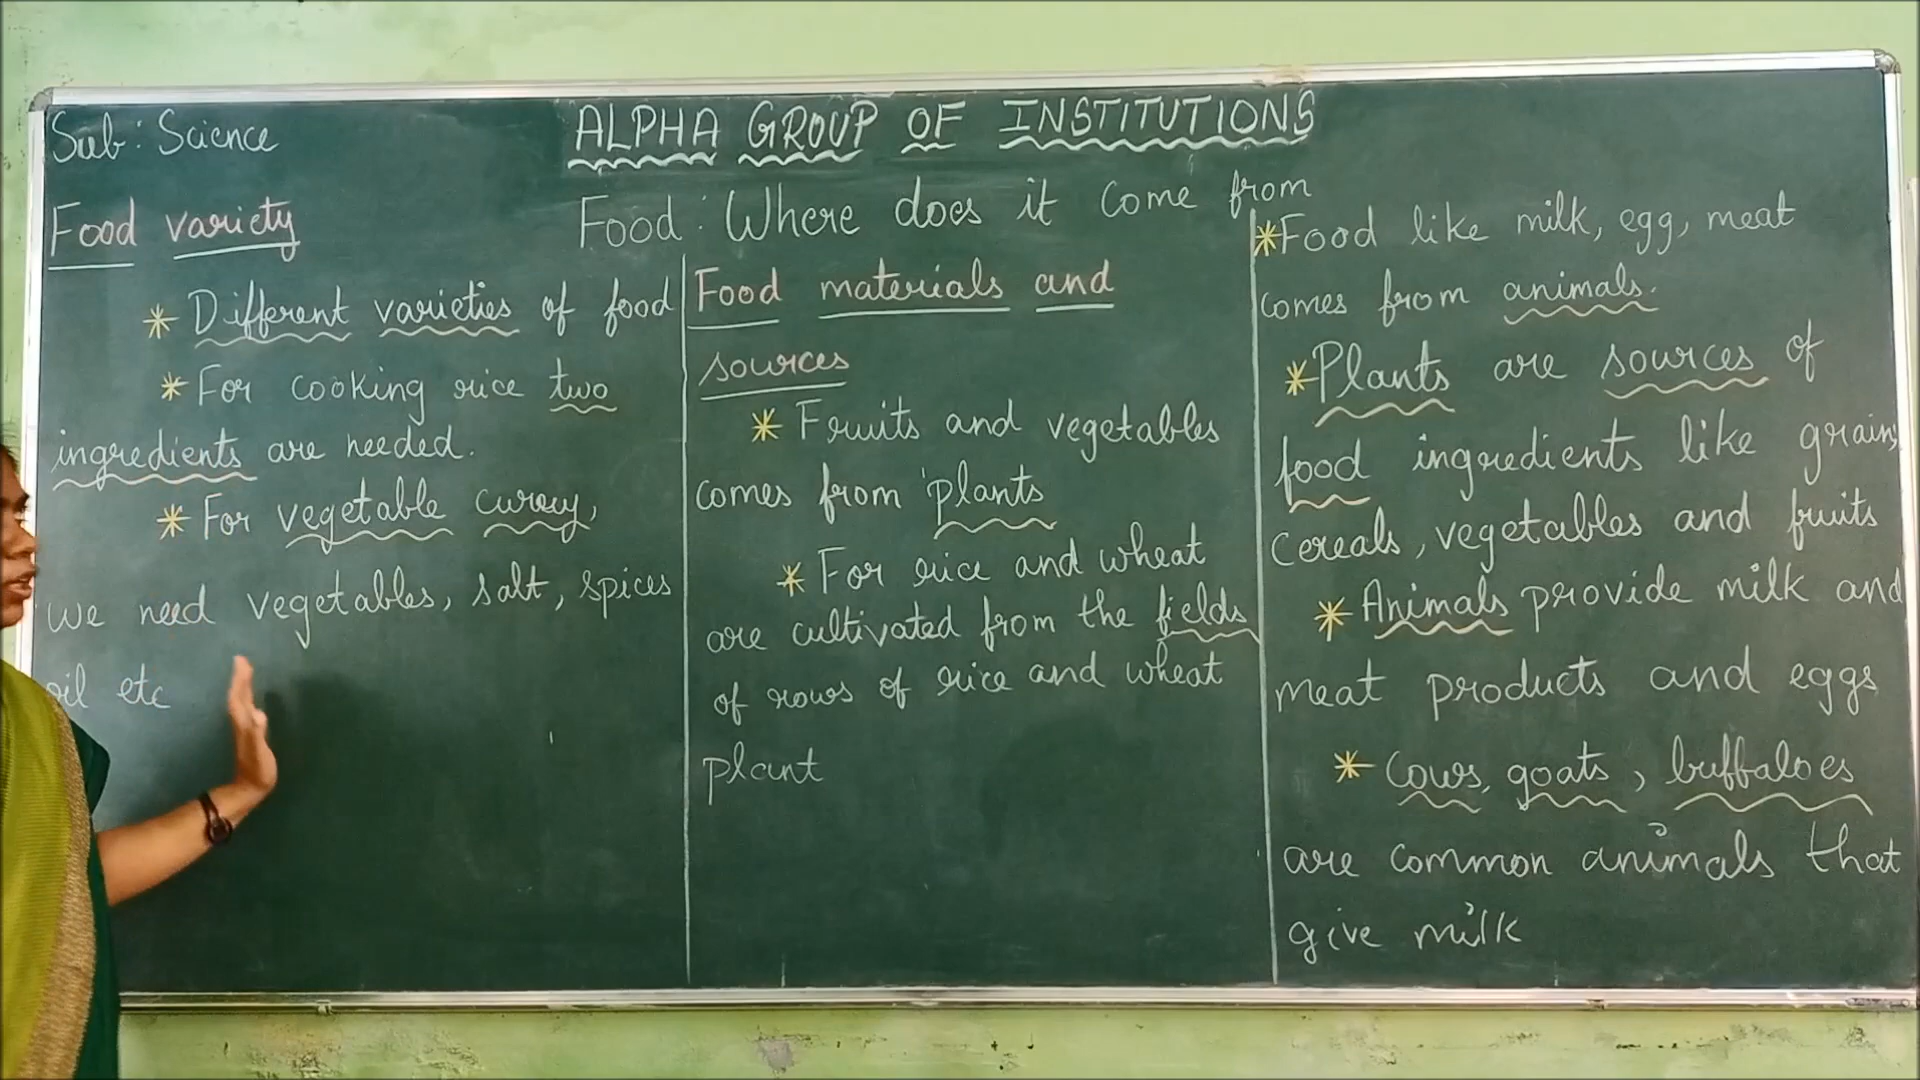 Sub: Science
ALPHA GROUP OF INSTITUTIONS
Food: Where does it come from
Food variety
* Different varieties of food
* For cooking rice two
ingredients are needed.
* For vegetable curry,
we need vegetables, salt, spices
oil etc
Food materials and
sources
* Fruits and vegetables
comes from plants
* For rice and wheat
are cultivated from the fields
of rows of rice and wheat
plant
* Food like milk, egg, meat
comes from animals.
* Plants are sources of
food ingredients like grains,
cereals, vegetables and fruits
* Animals provide milk and
meat products and eggs
* Cows, goats, buffaloes
are common animals that
give milk